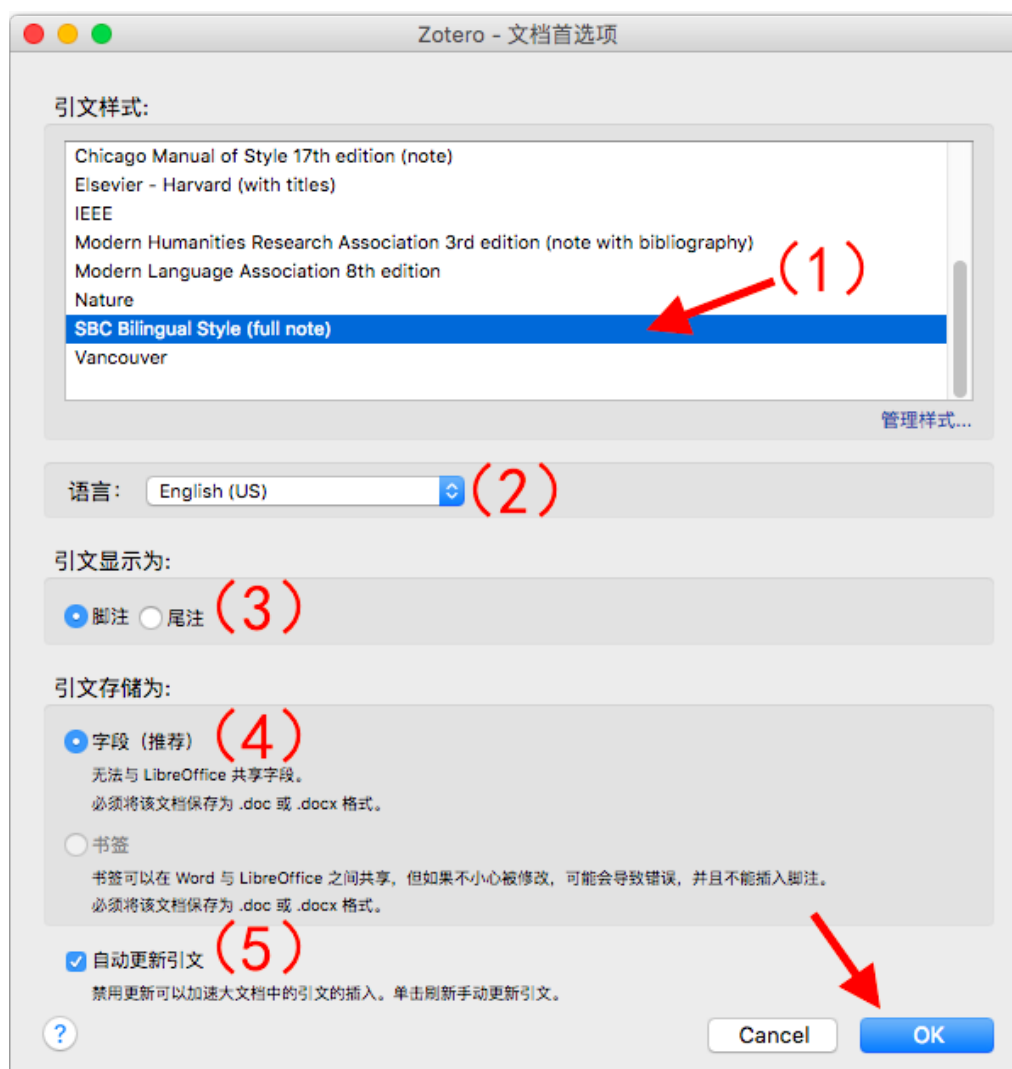 Zotero - 文档首选项
引文样式:
Chicago Manual of Style 17th edition (note)
Elsevier - Harvard (with titles)
IEEE
Modern Humanities Research Association 3rd edition (note with bibliography)
(1)
Modern Language Association 8th edition
Nature
SBC Bilingual Style (full note)
Vancouver
管理样式...
语言: English (US) (2)
引文显示为:
脚注 尾注 (3)
引文存储为:
字段（推荐） (4)
无法与 LibreOffice 共享字段。
必须将该文档保存为 .doc 或 .docx 格式。
书签
书签可以在 Word 与 LibreOffice 之间共享，但如果不小心被修改，可能会导致错误，并且不能插入脚注。
必须将该文档保存为 .doc 或 .docx 格式。
自动更新引文 (5)
禁用更新可以加速大文档中的引文的插入。单击刷新手动更新引文。
? Cancel OK